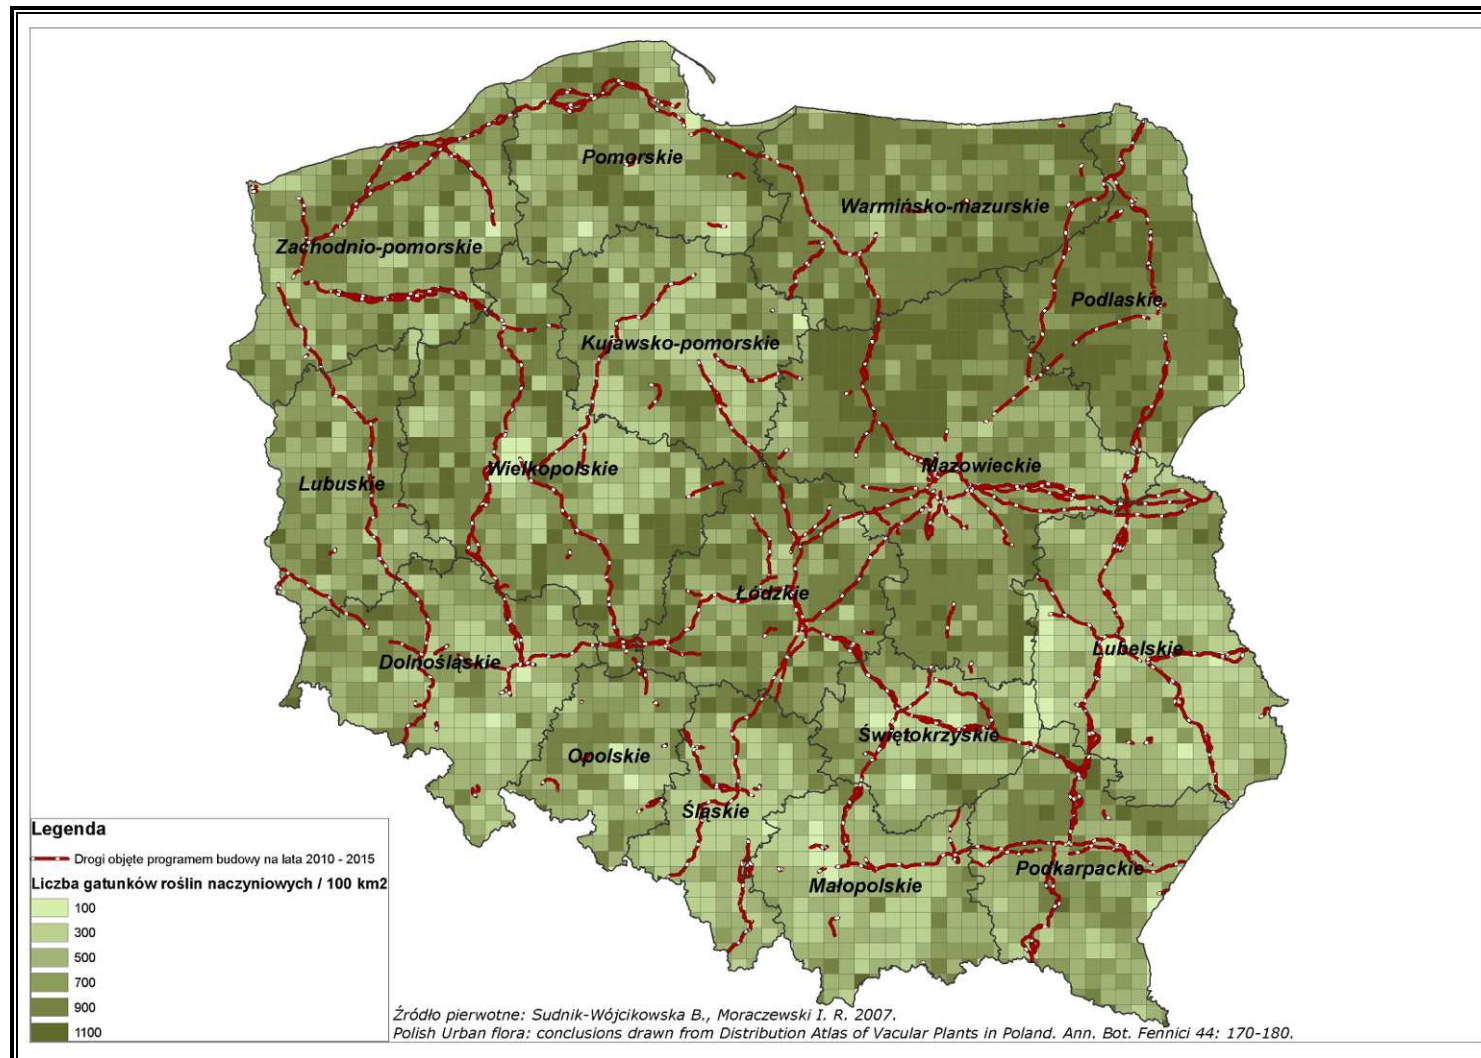 Pomorskie
Warmińsko-mazurskie
Zachodnio-pomorskie
Podlaskie
Kujawsko-pomorskie
Mazowieckie
Wielkopolskie
Lubuskie
Łódzkie
Lubelskie
Dolnośląskie
Świętokrzyskie
Opolskie
Śląskie
Podkarpackie
Małopolskie
Legenda
Drogi objęte programem budowy na lata 2010 - 2015
Liczba gatunków roślin naczyniowych / 100 km2
100
300
500
700
900
1100
Źródło pierwotne: Sudnik-Wójcikowska B., Moraczewski I. R. 2007.
Polish Urban flora: conclusions drawn from Distribution Atlas of Vacular Plants in Poland. Ann. Bot. Fennici 44: 170-180.